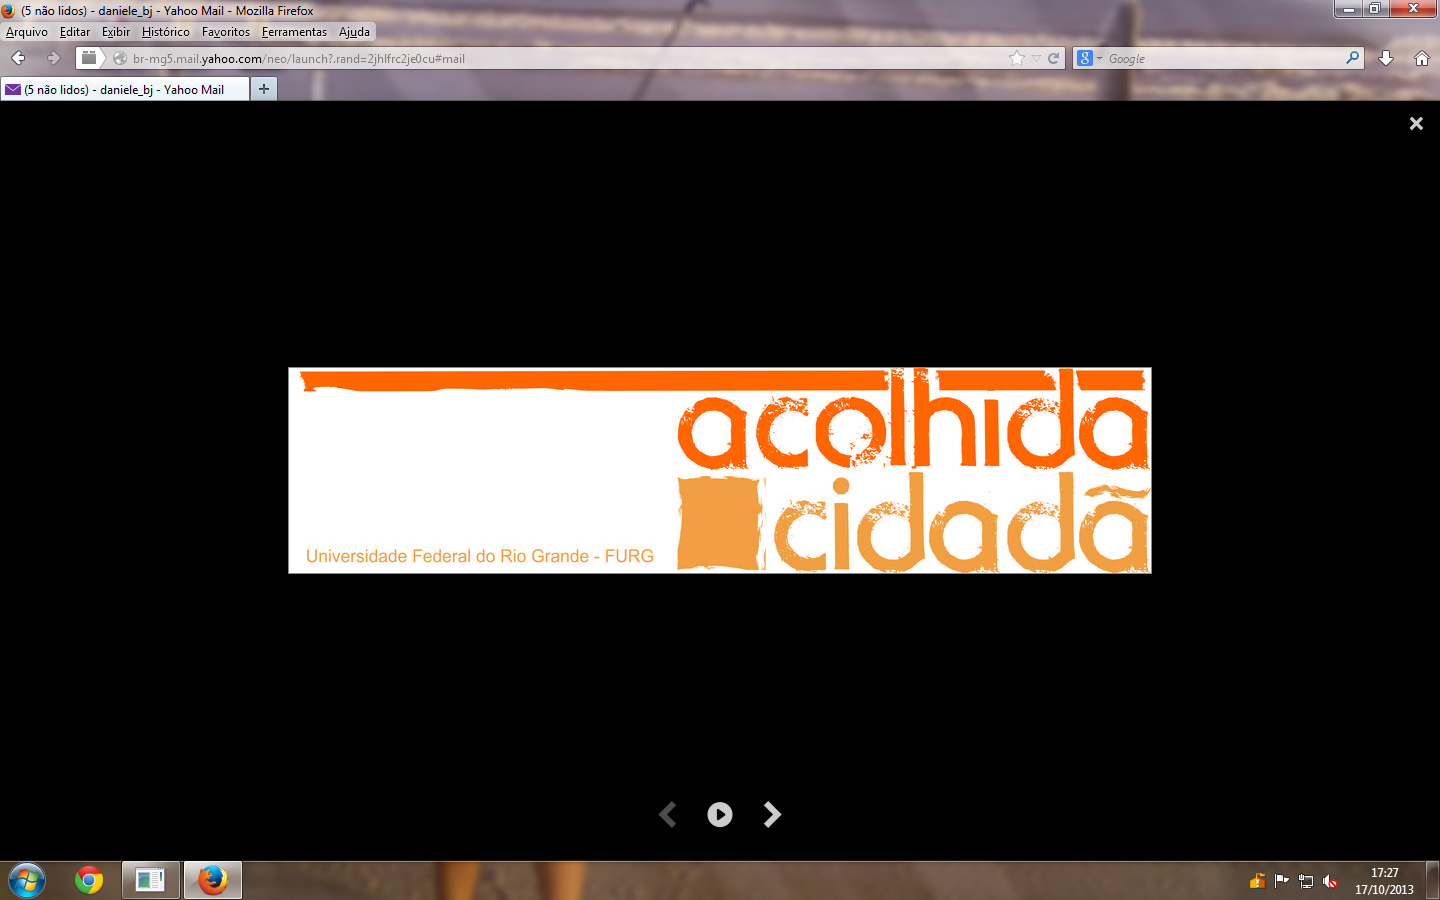 (5 não lidos) - daniele_bj - Yahoo Mail - Mozilla Firefox
Arquivo Editar Exibir Histórico Favoritos Ferramentas Ajuda
br-mg5.mail.yahoo.com/neo/launch?.rand=2jhlfrc2je0cu#mail
Google
(5 não lidos) - daniele_bj - Yahoo Mail
acolhida
cidadã
Universidade Federal do Rio Grande - FURG
17:27
17/10/2013